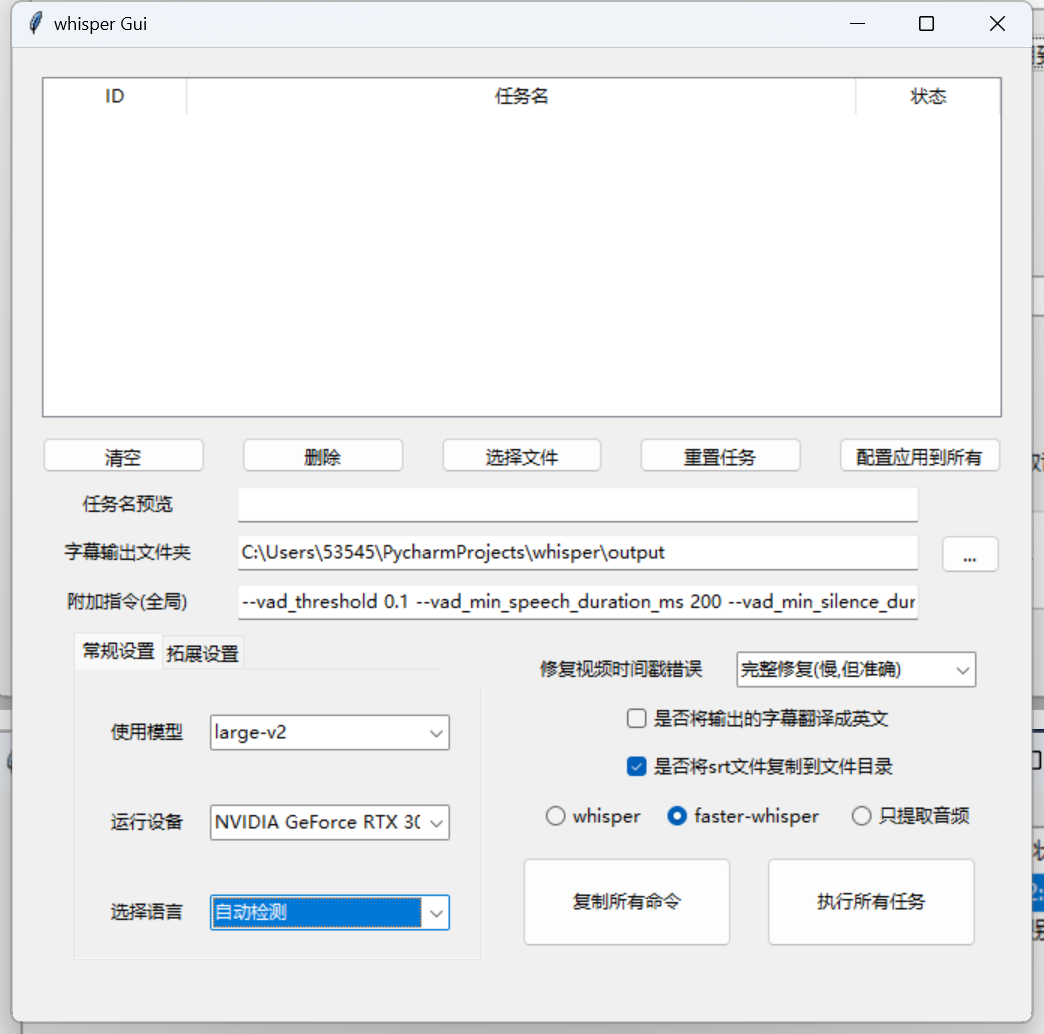 whisper Gui
ID 任务名 状态
清空 删除 选择文件 重置任务 配置应用到所有
任务名预览
字幕输出文件夹 C:\Users\53545\PycharmProjects\whisper\output ...
附加指令(全局) --vad_threshold 0.1 --vad_min_speech_duration_ms 200 --vad_min_silence_dur
常规设置 拓展设置
修复视频时间戳错误 完整修复(慢,但准确)
是否将输出的字幕翻译成英文
使用模型 large-v2
是否将srt文件复制到文件目录
whisper faster-whisper 只提取音频
运行设备 NVIDIA GeForce RTX 30
复制所有命令 执行所有任务
选择语言 自动检测